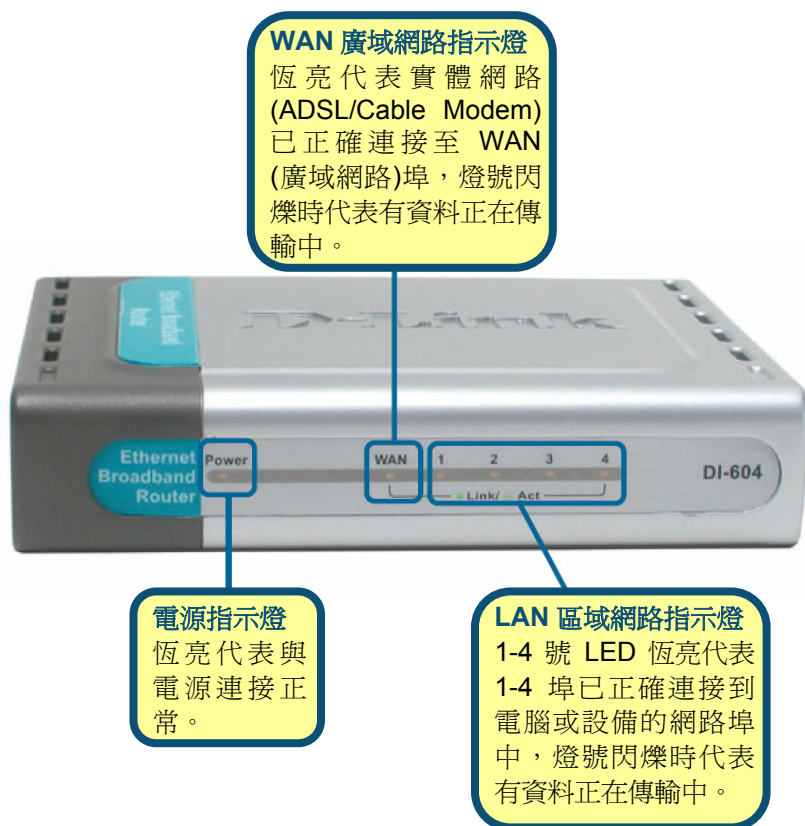 WAN 廣域網路指示燈
恆亮代表實體網路
(ADSL/Cable Modem)
已正確連接至 WAN
(廣域網路)埠，燈號閃
爍時代表有資料正在傳
輸中。
Ethernet Broadband
Router
D-Link
Ethernet
Broadband
Router
Power
WAN 1 2 3 4
Link/ Act
DI-604
電源指示燈
恆亮代表與
電源連接正
常。
LAN 區域網路指示燈
1-4 號 LED 恆亮代表
1-4 埠已正確連接到
電腦或設備的網路埠
中，燈號閃爍時代表
有資料正在傳輸中。